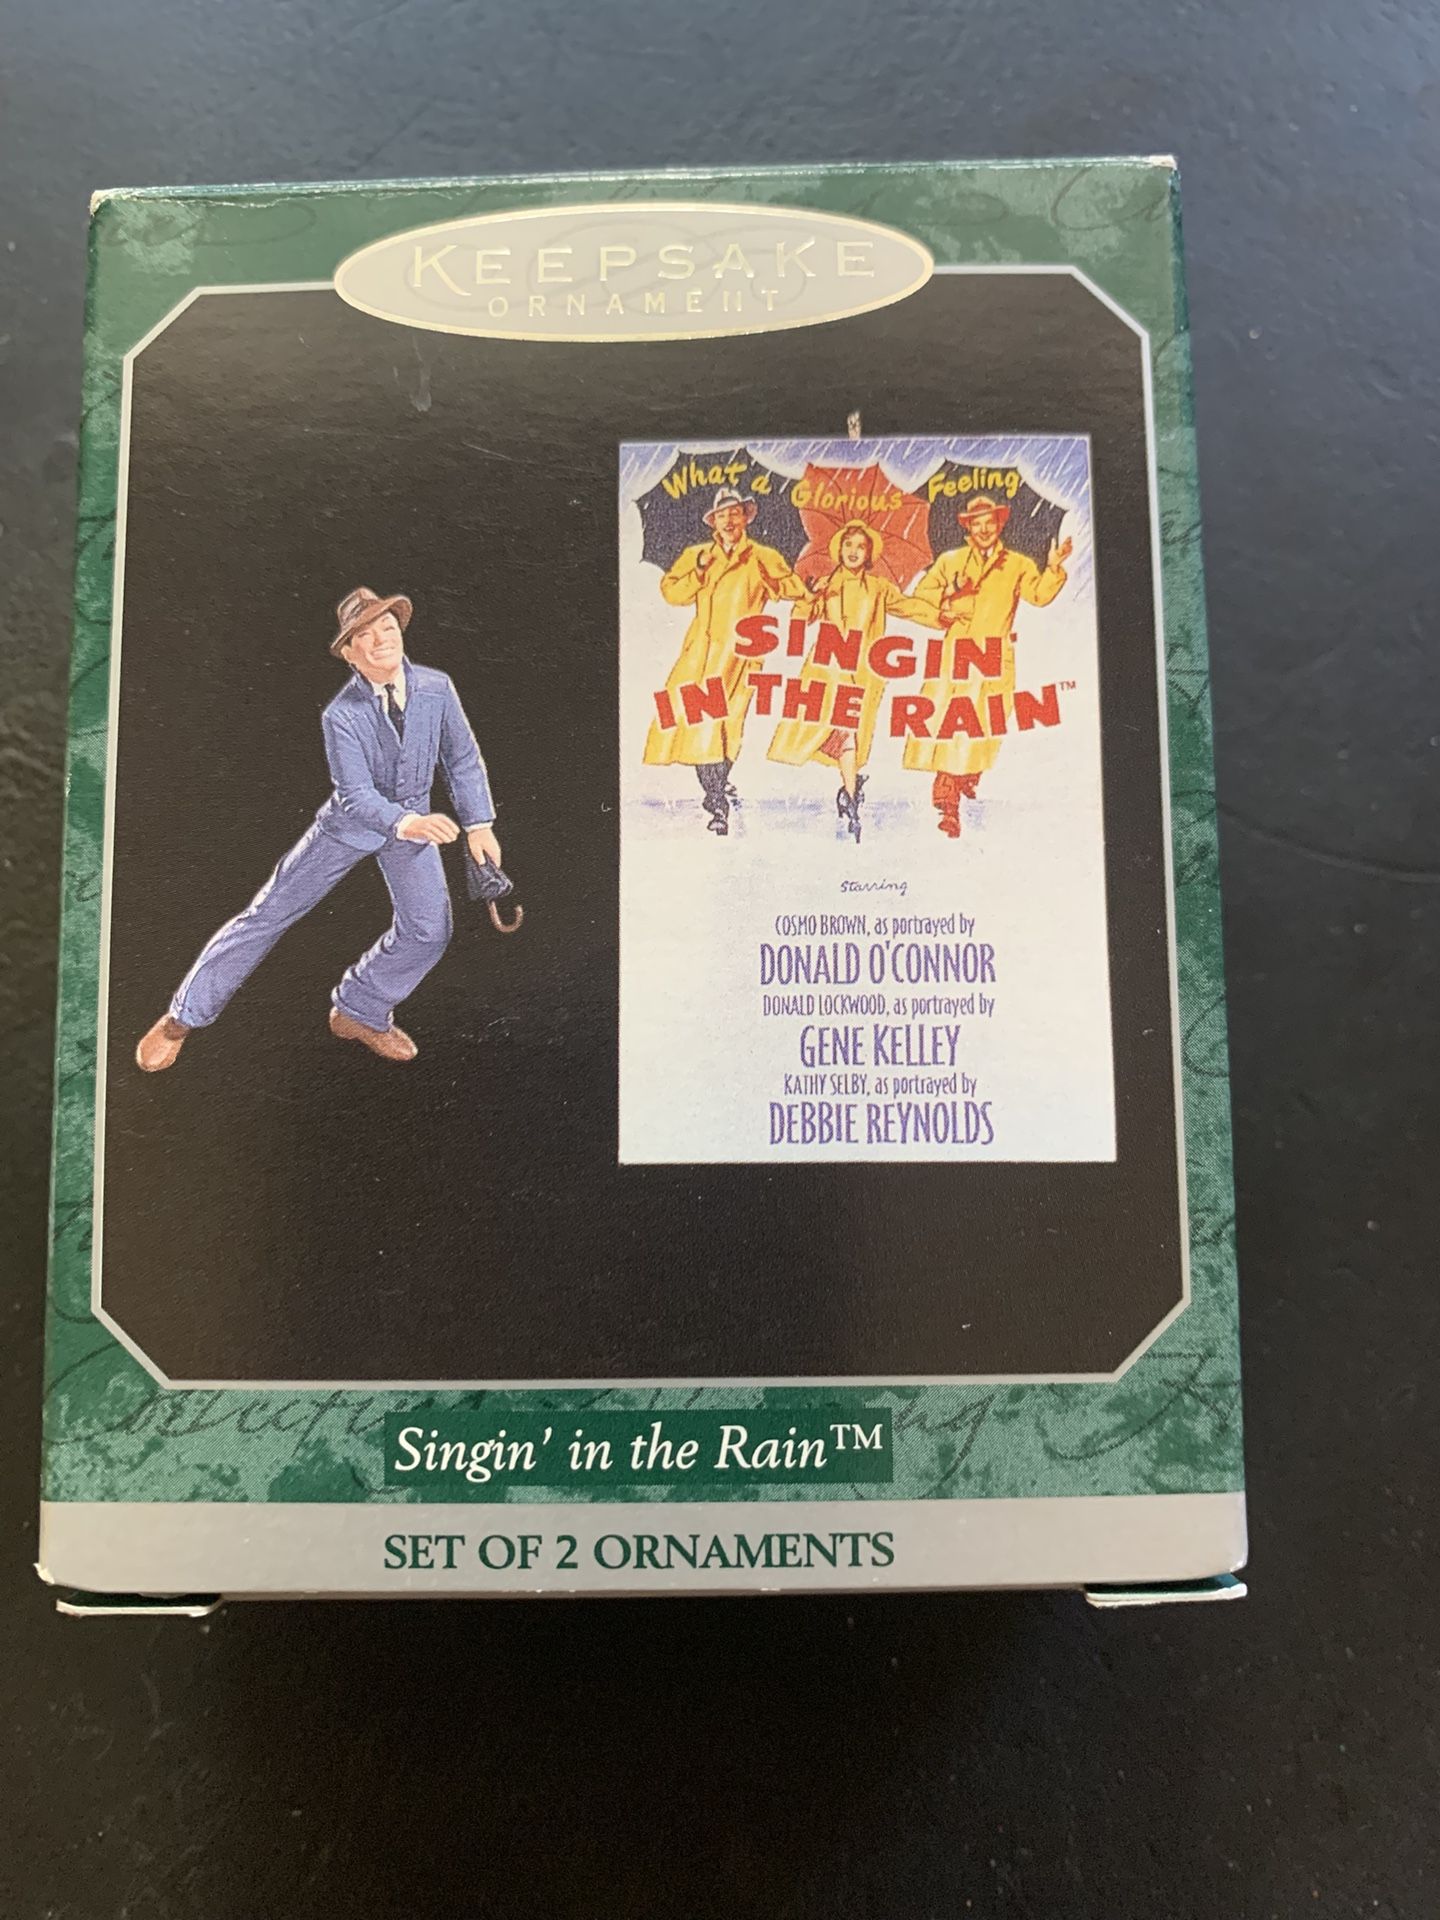 KEEPSAKE
ORNAMENT
What a Glorious Feeling
SINGIN'
IN THE RAIN™
Starring
COSMO BROWN, as portrayed by
DONALD O'CONNOR
DONALD LOCKWOOD, as portrayed by
GENE KELLEY
KATHY SELBY, as portrayed by
DEBBIE REYNOLDS
Singin' in the Rain™
SET OF 2 ORNAMENTS